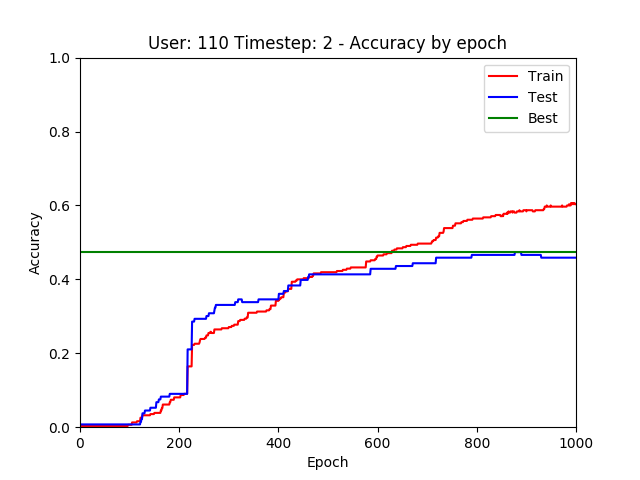 User: 110 Timestep: 2 - Accuracy by epoch
Train
Test
Best
Accuracy
1.0
0.8
0.6
0.4
0.2
0.0
0 200 400 600 800 1000
Epoch